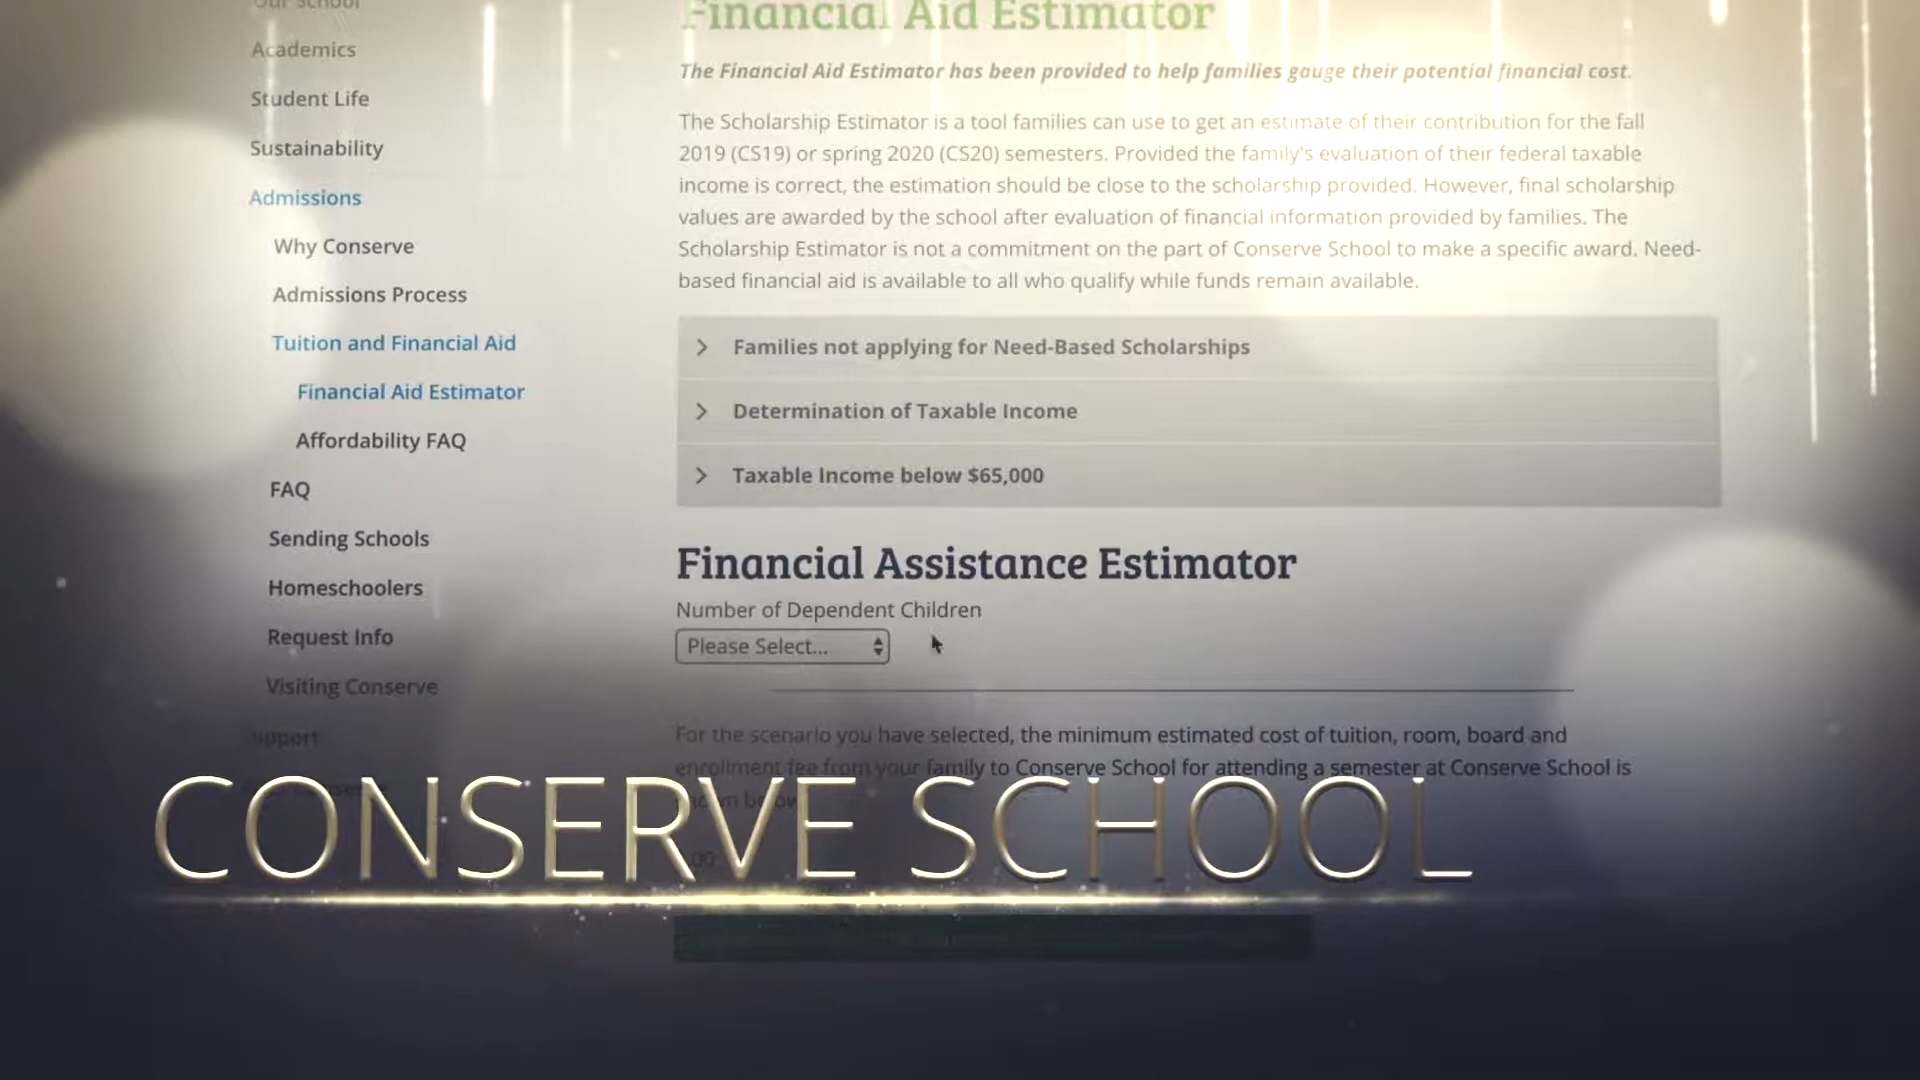 Our School
Academics
Student Life
Sustainability
Admissions
Why Conserve
Admissions Process
Tuition and Financial Aid
Financial Aid Estimator
Affordability FAQ
FAQ
Sending Schools
Homeschoolers
Request Info
Visiting Conserve
Financial Aid Estimator
The Financial Aid Estimator has been provided to help families gauge their potential financial cost.
The Scholarship Estimator is a tool families can use to get an estimate of their contribution for the fall
2019 (CS19) or spring 2020 (CS20) semesters. Provided the family's evaluation of their federal taxable
income is correct, the estimation should be close to the scholarship provided. However, final scholarship
values are awarded by the school after evaluation of financial information provided by families. The
Scholarship Estimator is not a commitment on the part of Conserve School to make a specific award. Need-
based financial aid is available to all who qualify while funds remain available.
Families not applying for Need-Based Scholarships
Determination of Taxable Income
Taxable Income below $65,000
Financial Assistance Estimator
Number of Dependent Children
Please Select...
For the scenario you have selected, the minimum estimated cost of tuition, room, board and
enrollment fee from your family to Conserve School for attending a semester at Conserve School is
CONSERVE SCHOOL